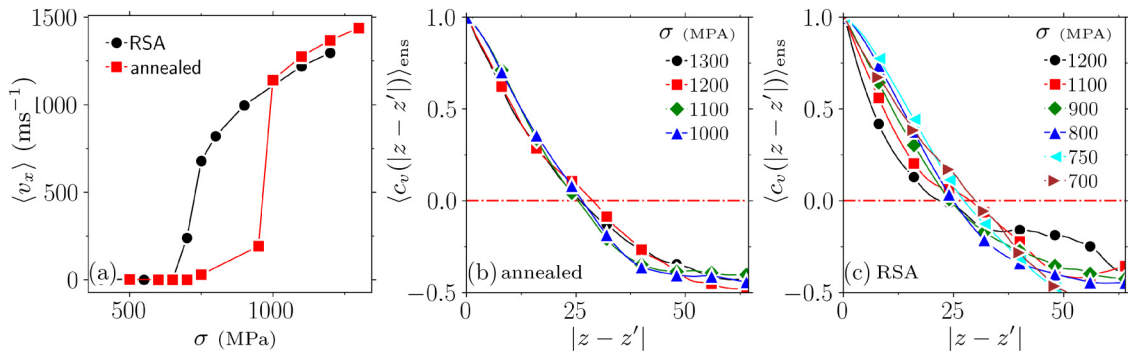 1500
1000
500
0
⟨v_x⟩ (ms⁻¹)
RSA
annealed
(a)
500
1000
σ (MPa)
1.0
0.5
0.0
−0.5
⟨c_v(|z − z′|)⟩_ens
σ (MPA)
1300
1200
1100
1000
(b) annealed
0
25
50
|z − z′|
1.0
0.5
0.0
−0.5
⟨c_v(|z − z′|)⟩_ens
σ (MPA)
1200
1100
900
800
750
700
(c) RSA
0
25
50
|z − z′|